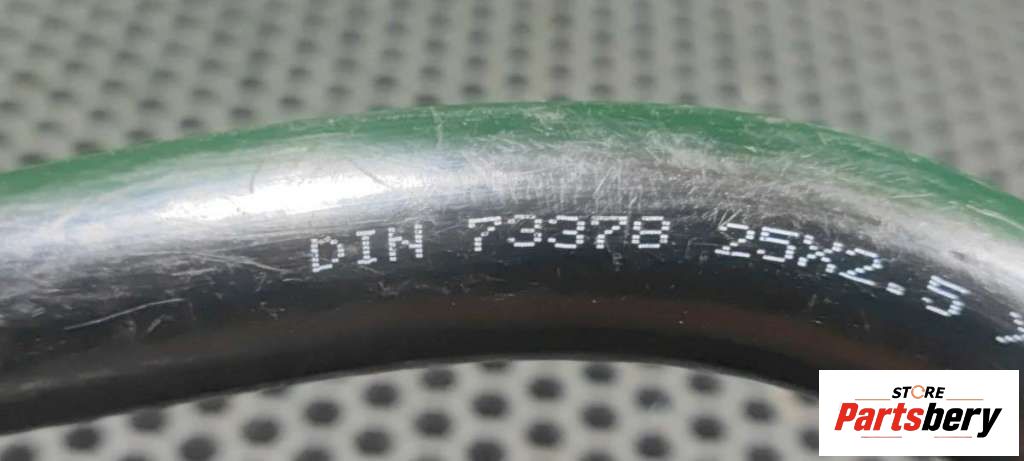 DIN 73378 25X2.5
STORE
Partsbery